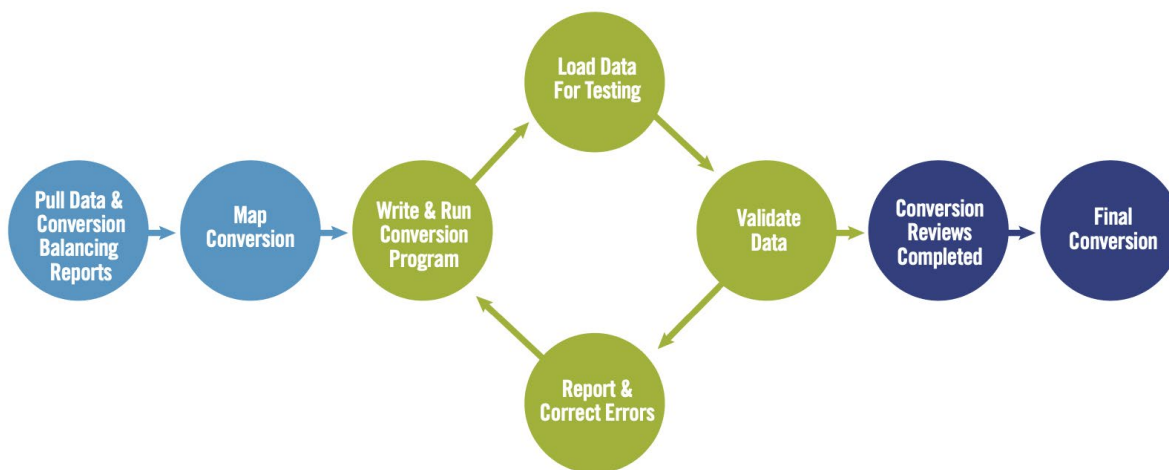 Pull Data &
Conversion
Balancing
Reports
Map
Conversion
Write & Run
Conversion
Program
Load Data
For Testing
Validate
Data
Report &
Correct Errors
Conversion
Reviews
Completed
Final
Conversion